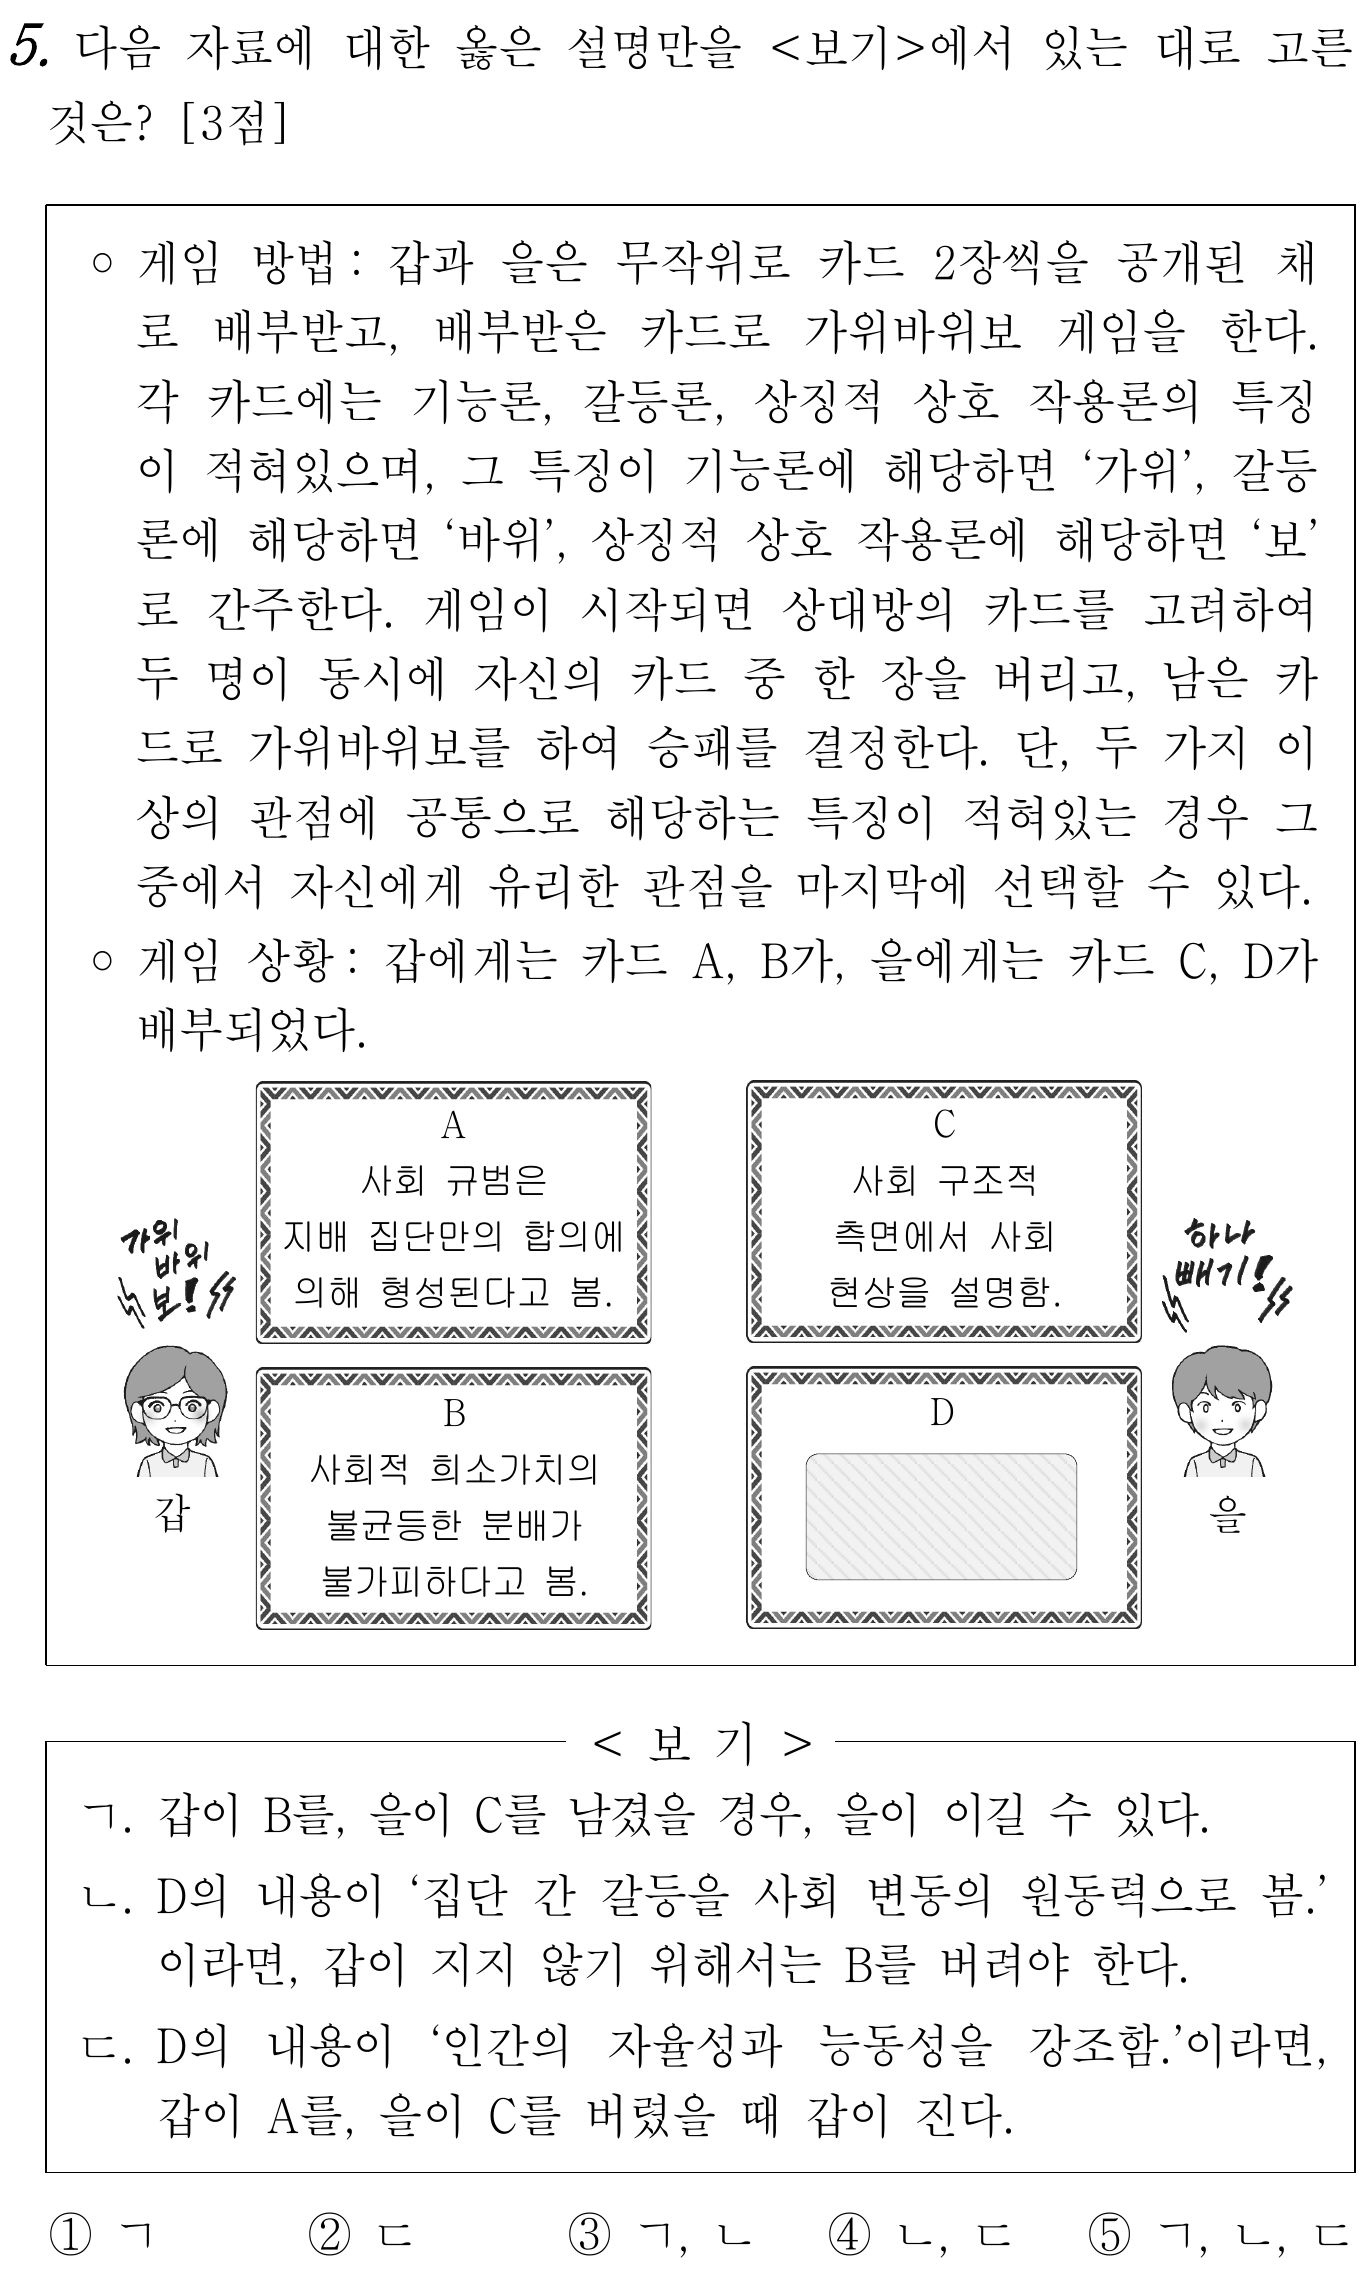 5. 다음 자료에 대한 옳은 설명만을 <보기>에서 있는 대로 고른
것은? [3점]
○ 게임 방법: 갑과 을은 무작위로 카드 2장씩을 공개된 채
로 배부받고, 배부받은 카드로 가위바위보 게임을 한다.
각 카드에는 기능론, 갈등론, 상징적 상호 작용론의 특징
이 적혀있으며, 그 특징이 기능론에 해당하면 ‘가위’, 갈등
론에 해당하면 ‘바위’, 상징적 상호 작용론에 해당하면 ‘보’
로 간주한다. 게임이 시작되면 상대방의 카드를 고려하여
두 명이 동시에 자신의 카드 중 한 장을 버리고, 남은 카
드로 가위바위보를 하여 승패를 결정한다. 단, 두 가지 이
상의 관점에 공통으로 해당하는 특징이 적혀있는 경우 그
중에서 자신에게 유리한 관점을 마지막에 선택할 수 있다.
○ 게임 상황: 갑에게는 카드 A, B가, 을에게는 카드 C, D가
배부되었다.
가위
바위
보!
갑
A
사회 규범은
지배 집단만의 합의에
의해 형성된다고 봄.
B
사회적 희소가치의
불균등한 분배가
불가피하다고 봄.
C
사회 구조적
측면에서 사회
현상을 설명함.
D
하나
빼기!
을
< 보 기 >
ㄱ. 갑이 B를, 을이 C를 남겼을 경우, 을이 이길 수 있다.
ㄴ. D의 내용이 ‘집단 간 갈등을 사회 변동의 원동력으로 봄.’
이라면, 갑이 지지 않기 위해서는 B를 버려야 한다.
ㄷ. D의 내용이 ‘인간의 자율성과 능동성을 강조함.’이라면,
갑이 A를, 을이 C를 버렸을 때 갑이 진다.
① ㄱ ② ㄷ ③ ㄱ, ㄴ ④ ㄴ, ㄷ ⑤ ㄱ, ㄴ, ㄷ